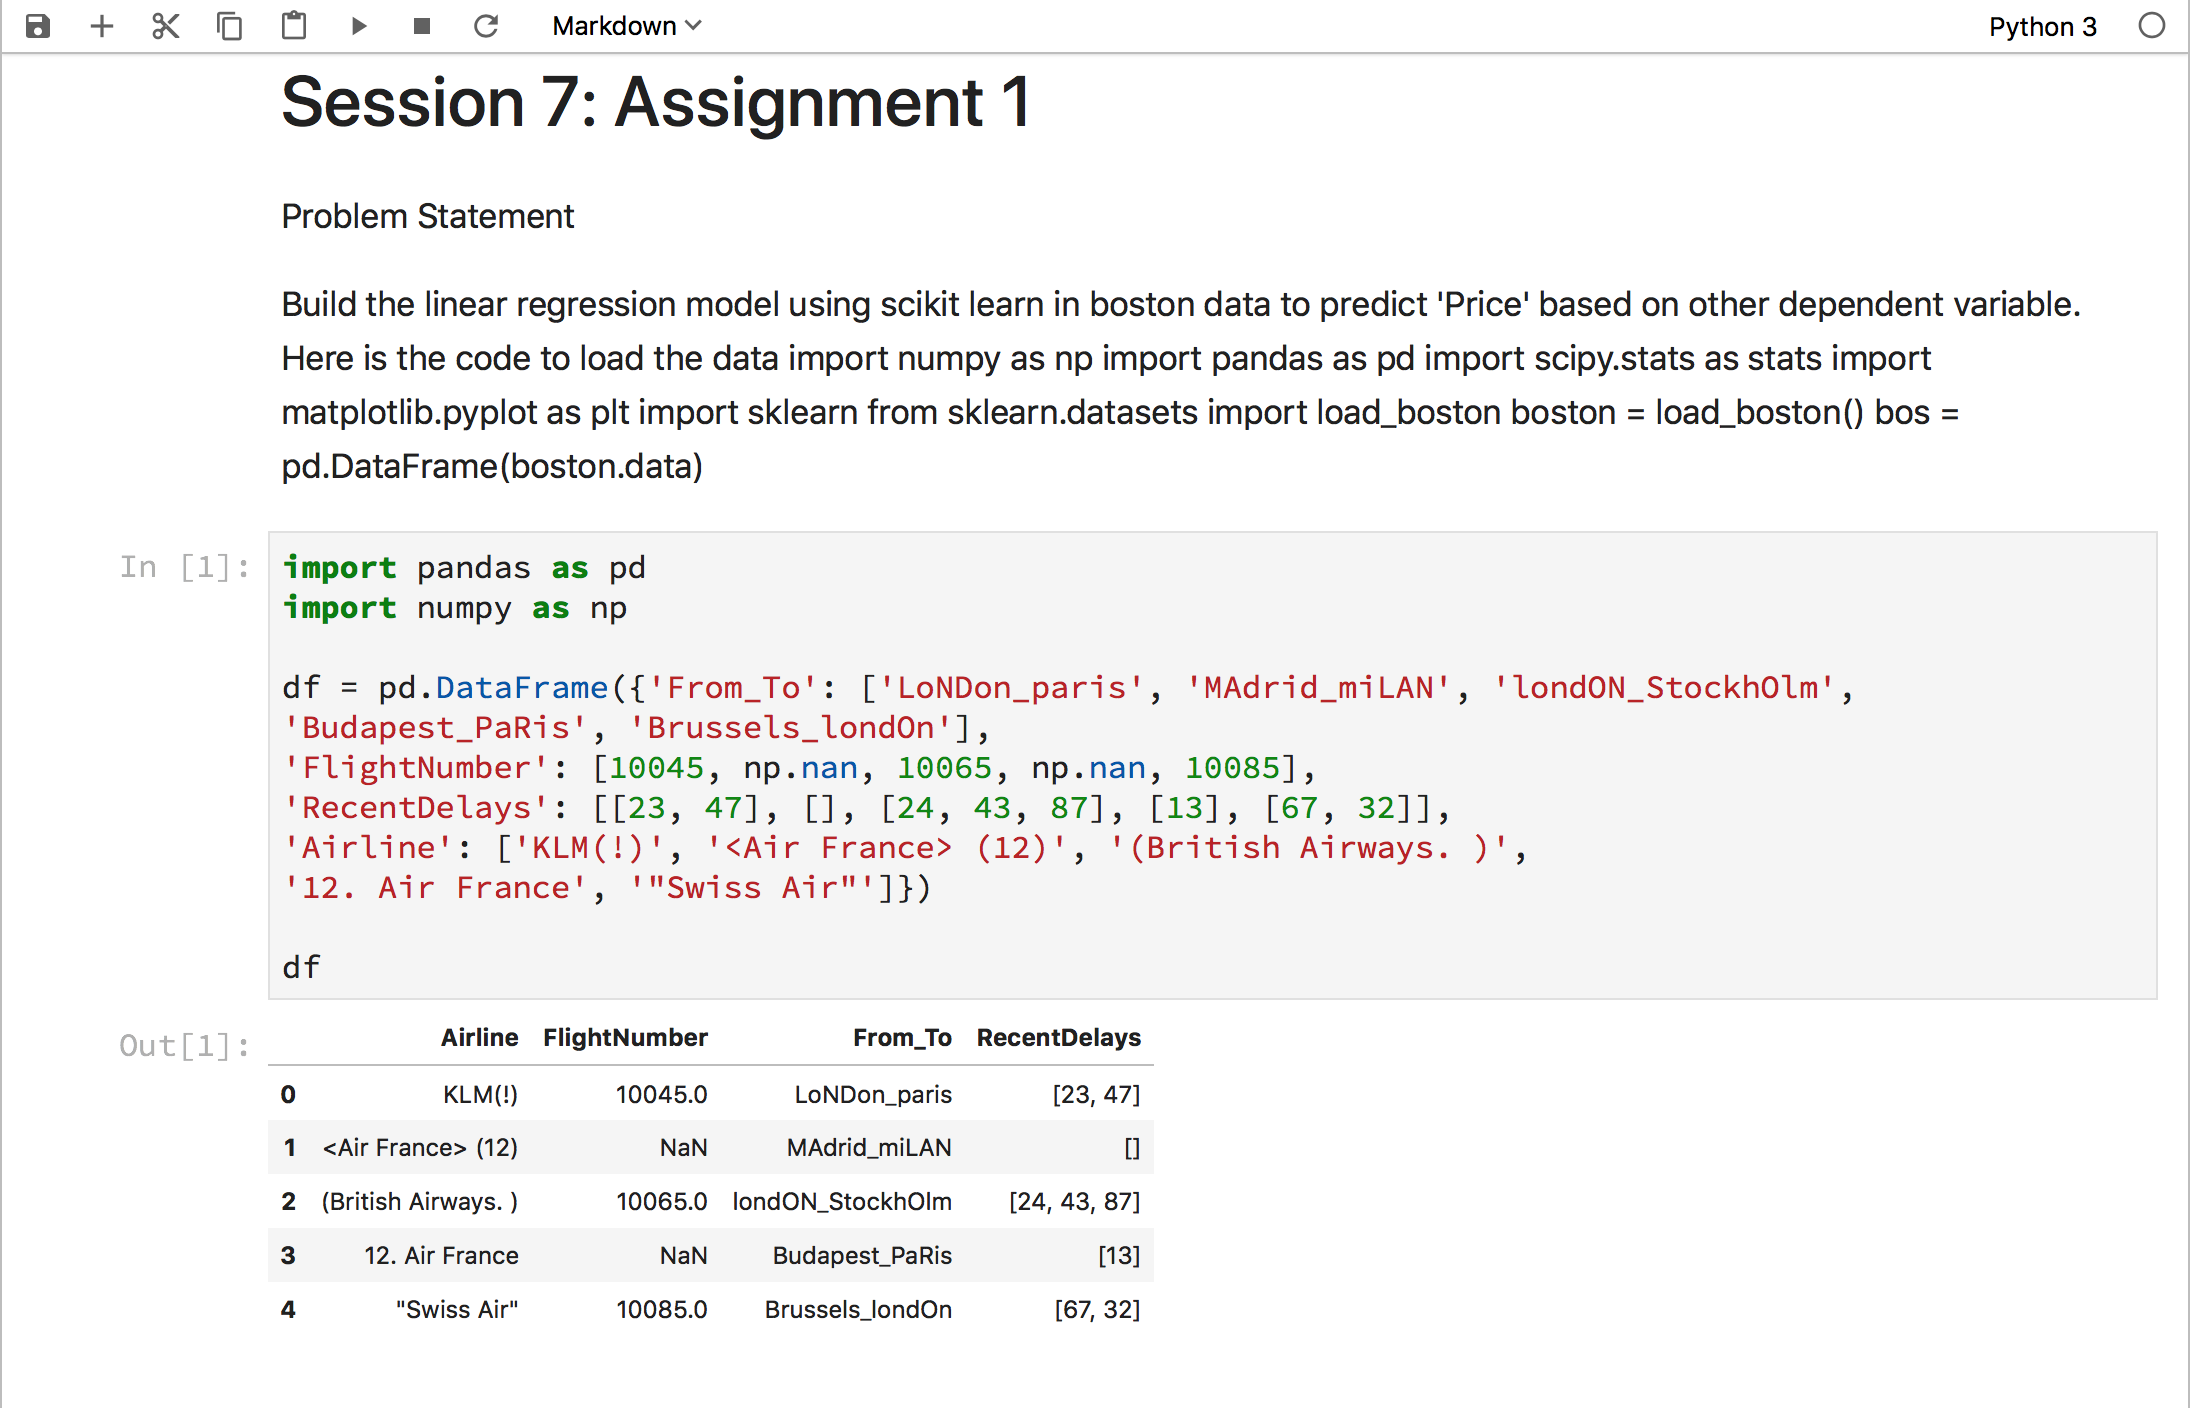 Markdown
Python 3
Session 7: Assignment 1
Problem Statement
Build the linear regression model using scikit learn in boston data to predict 'Price' based on other dependent variable.
Here is the code to load the data import numpy as np import pandas as pd import scipy.stats as stats import
matplotlib.pyplot as plt import sklearn from sklearn.datasets import load_boston boston = load_boston() bos =
pd.DataFrame(boston.data)
In [1]:
import pandas as pd
import numpy as np
df = pd.DataFrame({'From_To': ['LoNDon_paris', 'MAdrid_miLAN', 'londON_StockhOlm',
'Budapest_PaRis', 'Brussels_londOn'],
'FlightNumber': [10045, np.nan, 10065, np.nan, 10085],
'RecentDelays': [[23, 47], [], [24, 43, 87], [13], [67, 32]],
'Airline': ['KLM(!)', '<Air France> (12)', '(British Airways. )',
'12. Air France', '"Swiss Air"']})
df
Out[1]:
Airline FlightNumber From_To RecentDelays
0 KLM(!) 10045.0 LoNDon_paris [23, 47]
1 <Air France> (12) NaN MAdrid_miLAN []
2 (British Airways. ) 10065.0 londON_StockhOlm [24, 43, 87]
3 12. Air France NaN Budapest_PaRis [13]
4 "Swiss Air" 10085.0 Brussels_londOn [67, 32]